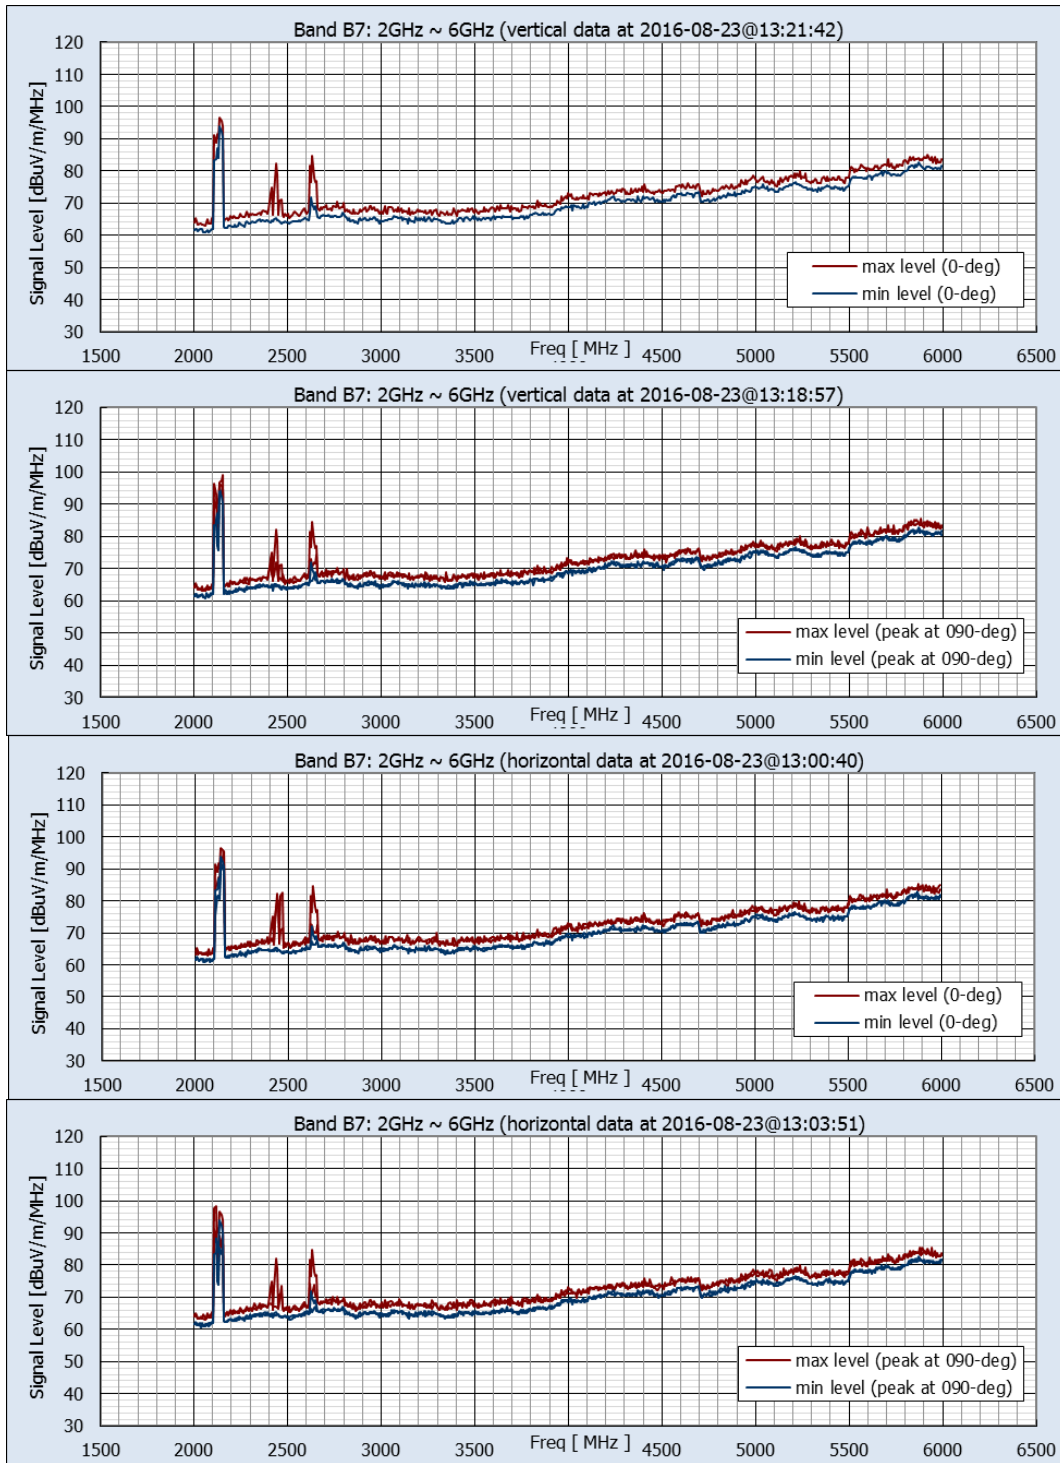 Band B7: 2GHz ~ 6GHz (vertical data at 2016-08-23@13:21:42)
120
110
100
90
80
70
60
50
40
30
Signal Level [dBuV/m/MHz]
max level (0-deg)
min level (0-deg)
1500 2000 2500 3000 3500 4500 5000 5500 6000 6500
Freq [ MHz ]
Band B7: 2GHz ~ 6GHz (vertical data at 2016-08-23@13:18:57)
120
110
100
90
80
70
60
50
40
30
Signal Level [dBuV/m/MHz]
max level (peak at 090-deg)
min level (peak at 090-deg)
1500 2000 2500 3000 3500 4500 5000 5500 6000 6500
Freq [ MHz ]
Band B7: 2GHz ~ 6GHz (horizontal data at 2016-08-23@13:00:40)
120
110
100
90
80
70
60
50
40
30
Signal Level [dBuV/m/MHz]
max level (0-deg)
min level (0-deg)
1500 2000 2500 3000 3500 4500 5000 5500 6000 6500
Freq [ MHz ]
Band B7: 2GHz ~ 6GHz (horizontal data at 2016-08-23@13:03:51)
120
110
100
90
80
70
60
50
40
30
Signal Level [dBuV/m/MHz]
max level (peak at 090-deg)
min level (peak at 090-deg)
1500 2000 2500 3000 3500 4500 5000 5500 6000 6500
Freq [ MHz ]